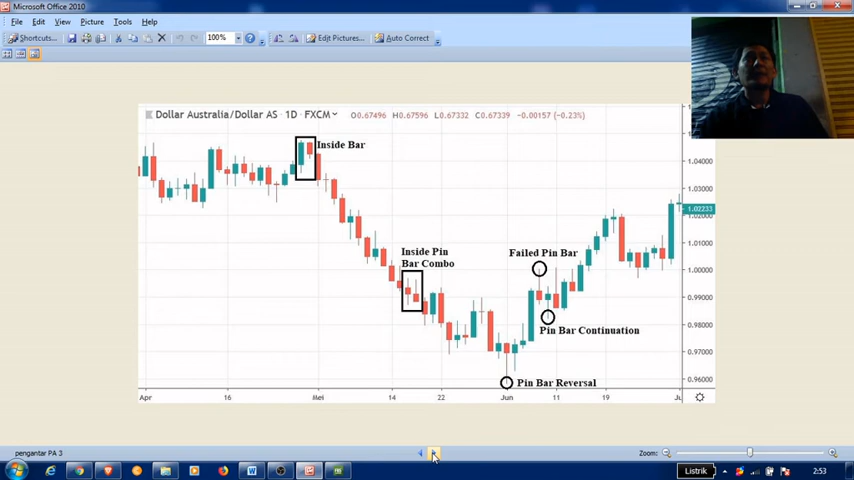 Microsoft Office 2010
File Edit View Picture Tools Help
Shortcuts... 100% Edit Pictures... Auto Correct
Dollar Australia/Dollar AS · 1D · FXCM O0.67496 H0.67596 L0.67332 C0.67339 -0.00157 (-0.23%)
Inside Bar
1.04000
1.03000
1.02233
1.01000
Inside Pin
Bar Combo
Failed Pin Bar
1.00000
0.99000
0.98000
Pin Bar Continuation
0.97000
0.96000
Pin Bar Reversal
Apr 16 Mei 14 22 Jun 11 19
pengantar PA 3 Zoom:
Listrik 2:53